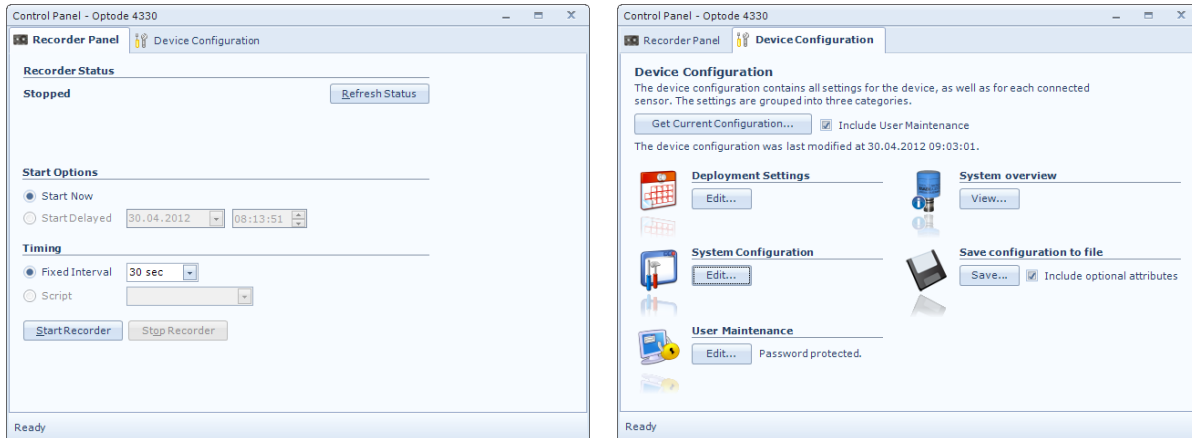 Control Panel - Optode 4330
Recorder Panel
Device Configuration
Recorder Status
Stopped
Refresh Status
Start Options
Start Now
Start Delayed
30.04.2012
08:13:51
Timing
Fixed Interval
30 sec
Script
Start Recorder
Stop Recorder
Ready
Control Panel - Optode 4330
Recorder Panel
Device Configuration
Device Configuration
The device configuration contains all settings for the device, as well as for each connected
sensor. The settings are grouped into three categories.
Get Current Configuration...
Include User Maintenance
The device configuration was last modified at 30.04.2012 09:03:01.
Deployment Settings
Edit...
System overview
View...
System Configuration
Edit...
Save configuration to file
Save...
Include optional attributes
User Maintenance
Edit...
Password protected.
Ready